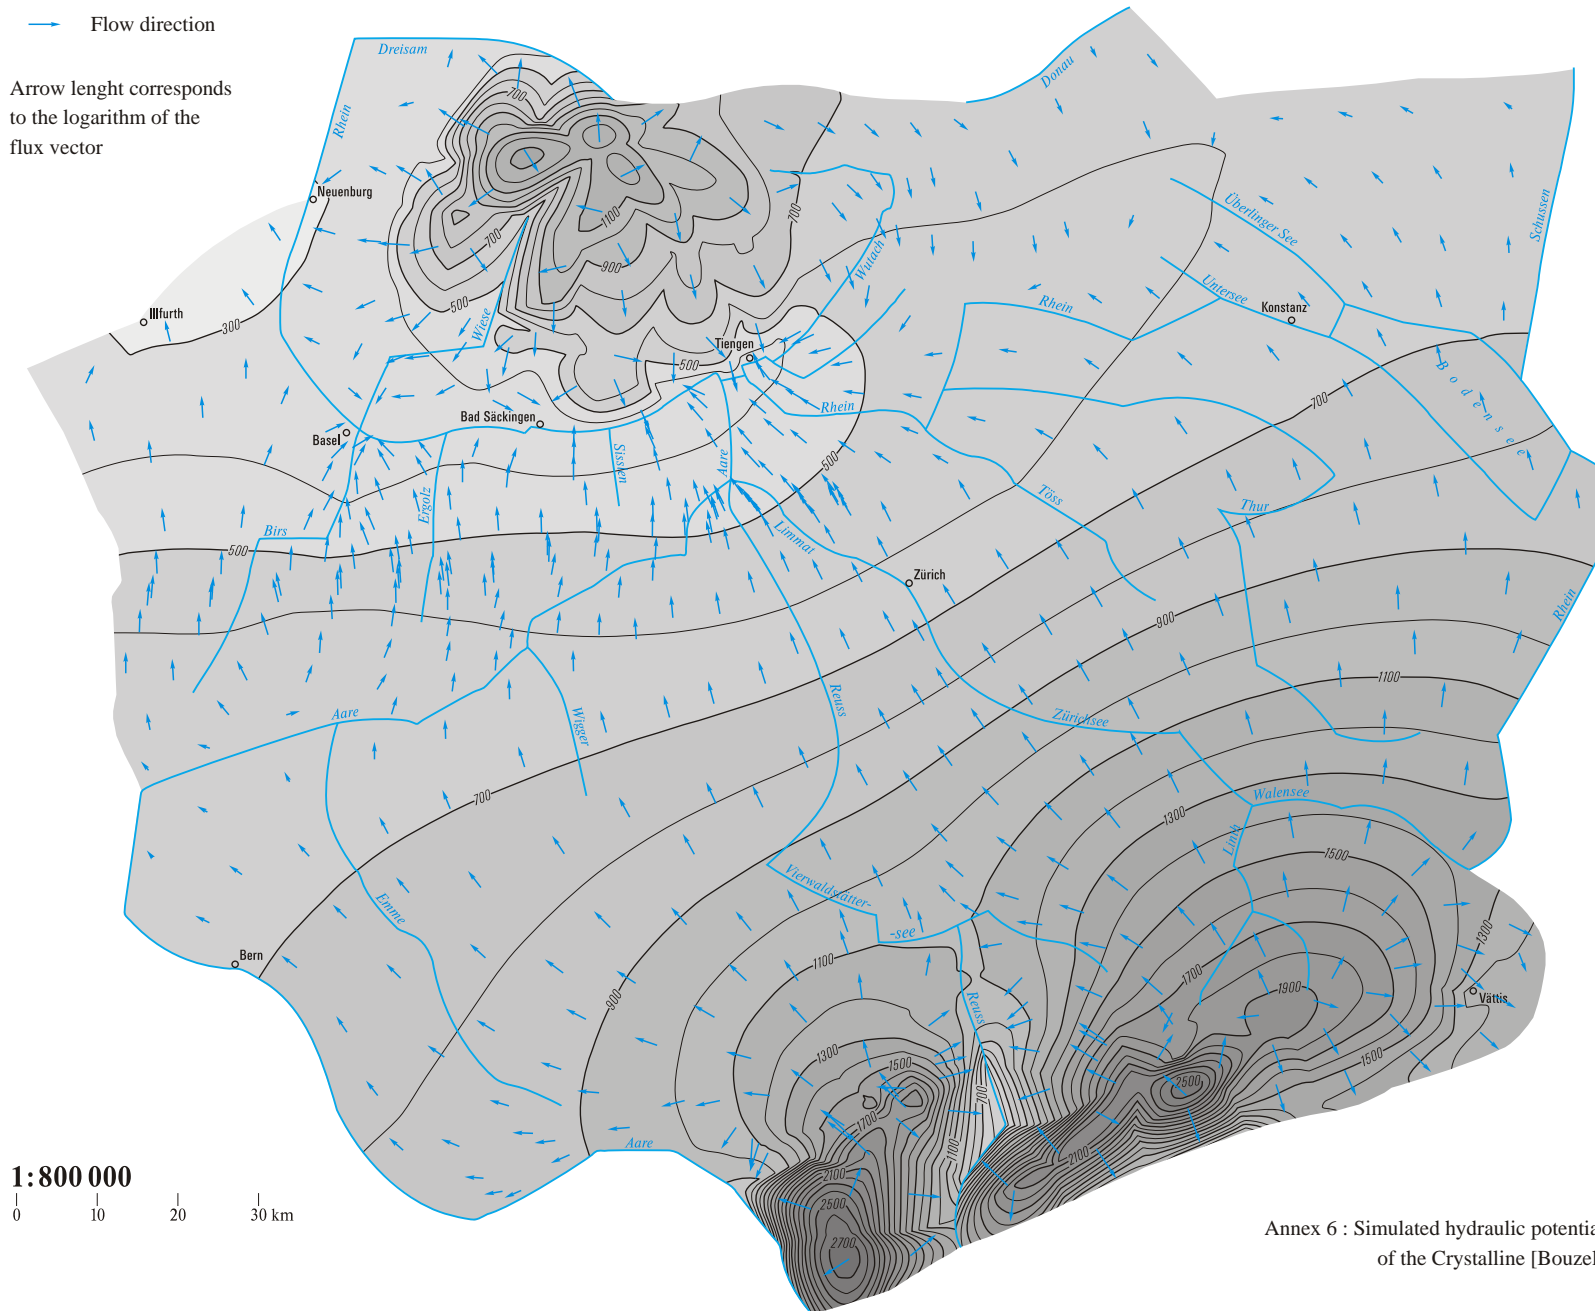 Flow direction
Arrow lenght corresponds
to the logarithm of the
flux vector
Dreisam
Donau
Rhein
700
Neuenburg
Schussen
Überlinger See
1100
700
700
Wutach
900
Untersee
500
Rhein
Konstanz
Illfurth
300
Wiese
Tiengen
500
Bodensee
700
Rhein
Bad Säckingen
Basel
Sissien
Aare
500
Ergolz
Töss
Thur
Birs
Limmat
500
Zürich
Rhein
900
1100
Reuss
Aare
Wigger
Zürichsee
700
Walensee
1300
Linth
1500
Vierwaldstätter-
Emme
-see
1300
Bern
1100
1700
900
1900
Vättis
Reuss
1300
1500
1500
2500
700
1700
Aare
1100
2100
2100
2500
2700
1:800 000
0 10 20 30 km
Annex 6 : Simulated hydraulic potentia
of the Crystalline [Bouzel